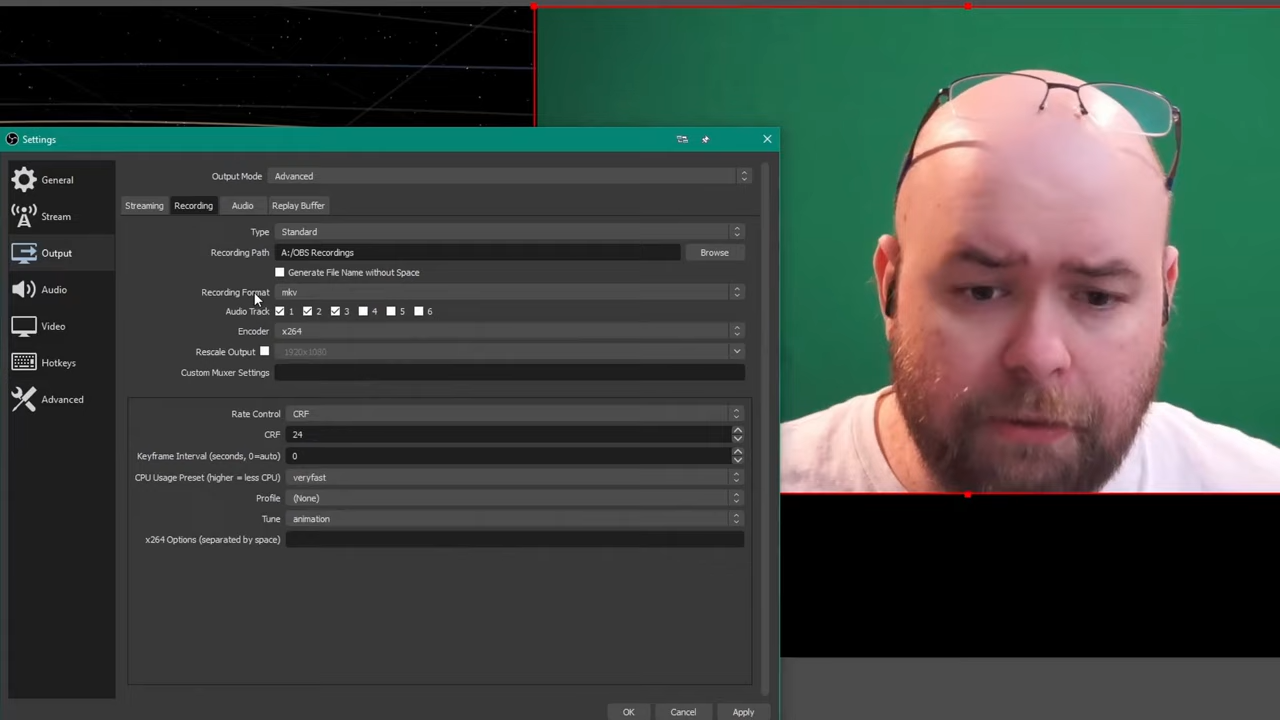 Settings
General
Stream
Output
Audio
Video
Hotkeys
Advanced
Output Mode Advanced
Streaming Recording Audio Replay Buffer
Type Standard
Recording Path A:/OBS Recordings Browse
Generate File Name without Space
Recording Format mkv
Audio Track 1 2 3 4 5 6
Encoder x264
Rescale Output 1920x1080
Custom Muxer Settings
Rate Control CRF
CRF 24
Keyframe Interval (seconds, 0=auto) 0
CPU Usage Preset (higher = less CPU) veryfast
Profile (None)
Tune animation
x264 Options (separated by space)
OK Cancel Apply